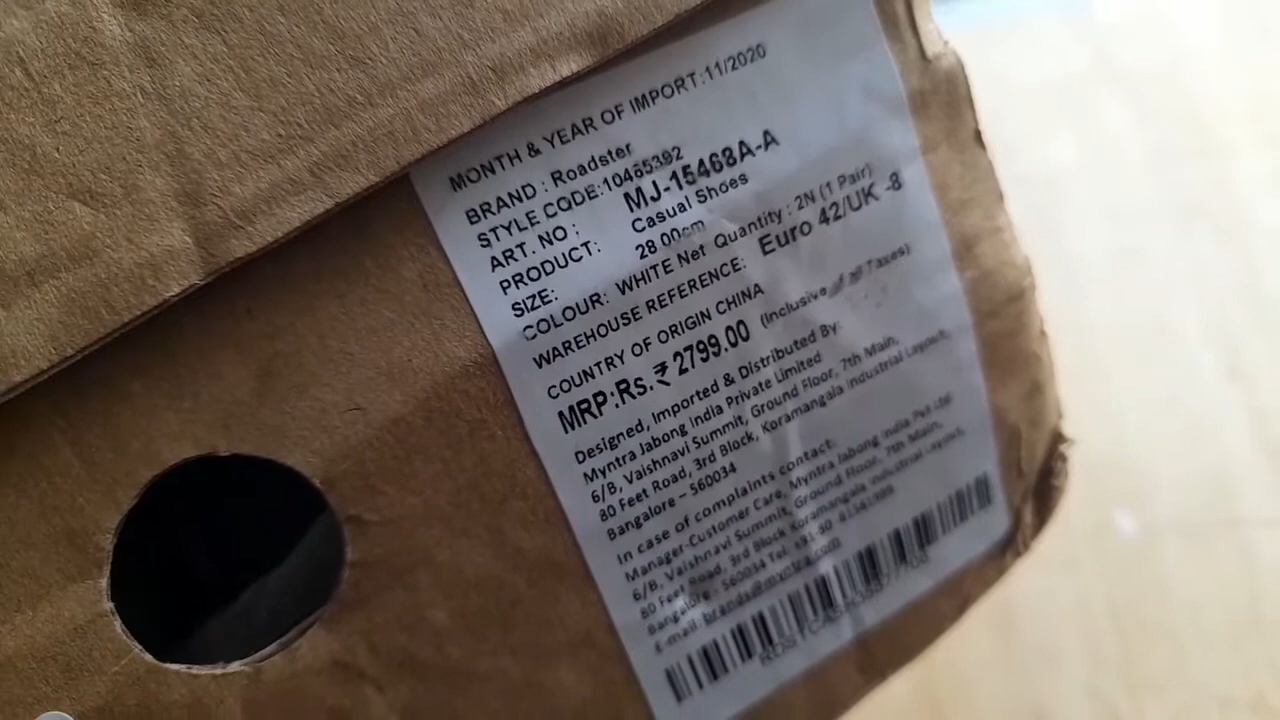 MONTH & YEAR OF IMPORT:11/2020
BRAND : Roadster
STYLE CODE:10465392
ART. NO : MJ-15468A-A
PRODUCT: Casual Shoes
SIZE: 28.00cm
COLOUR: WHITE Net Quantity : 2N (1 Pair)
WAREHOUSE REFERENCE: Euro 42/UK -8
COUNTRY OF ORIGIN CHINA
MRP:Rs.₹ 2799.00 (Inclusive of all Taxes)
Designed, Imported & Distributed By:
Myntra Jabong India Private Limited
6/B, Vaishnavi Summit, Ground Floor, 7th Main,
80 Feet Road, 3rd Block, Koramangala Industrial Layout,
Bangalore – 560034
In case of complaints contact:
Manager-Customer Care, Myntra Jabong India Pvt Ltd
6/B, Vaishnavi Summit, Ground Floor, 7th Main,
80 Feet Road, 3rd Block Koramangala Industrial Layout,
Bangalore - 560034 Tel:
E-mail: brands@myntra.com